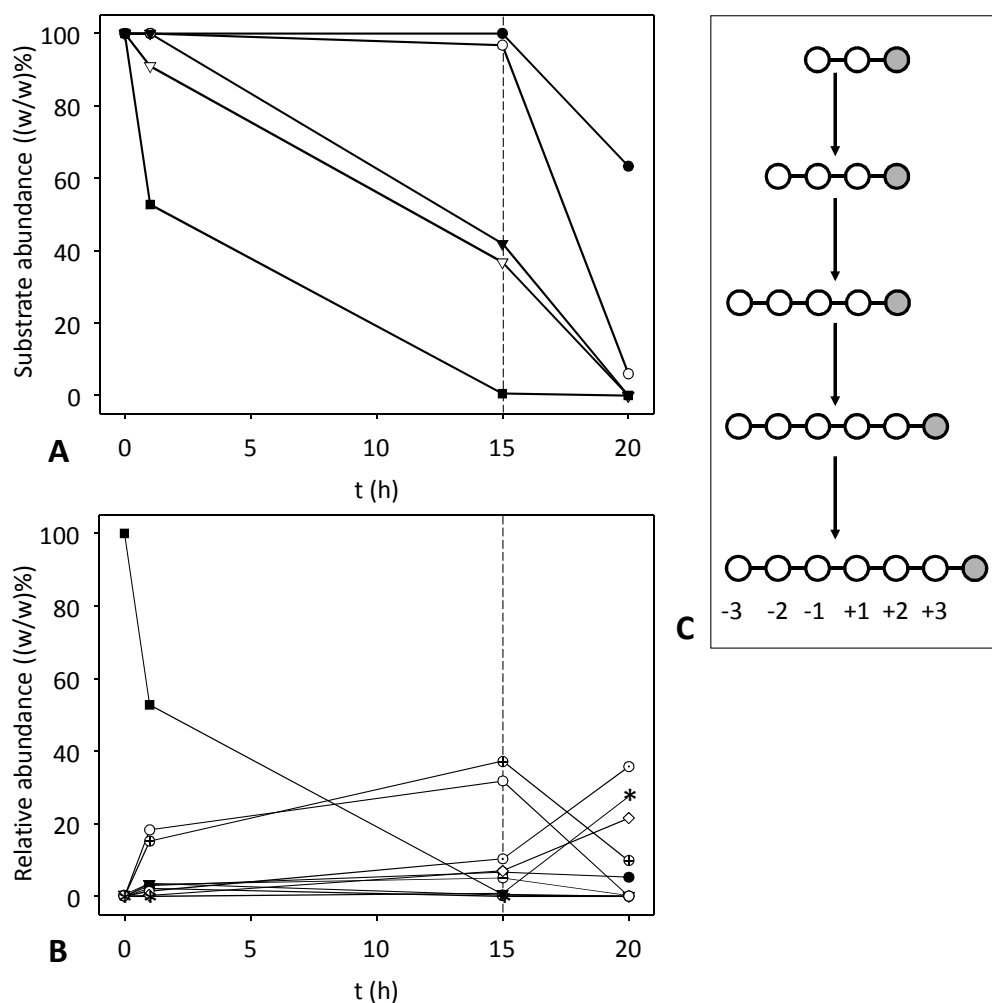 100
80
60
40
20
0
Substrate abundance ((w/w)%)
0 5 10 15 20
A
t (h)
100
80
60
40
20
0
Relative abundance ((w/w)%)
0 5 10 15 20
B
t (h)
-3 -2 -1 +1 +2 +3
C